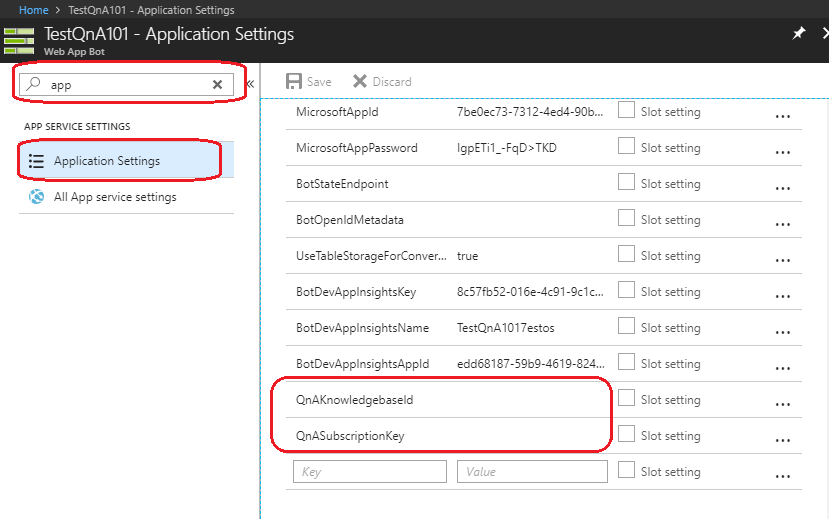 Home > TestQnA101 - Application Settings
TestQnA101 - Application Settings
Web App Bot
app
«
APP SERVICE SETTINGS
Application Settings
All App service settings
Save Discard
MicrosoftAppId 7be0ec73-7312-4ed4-90b... Slot setting ...
MicrosoftAppPassword IgpETi1_-FqD>TKD Slot setting ...
BotStateEndpoint Slot setting ...
BotOpenIdMetadata Slot setting ...
UseTableStorageForConver... true Slot setting ...
BotDevAppInsightsKey 8c57fb52-016e-4c91-9c1c... Slot setting ...
BotDevAppInsightsName TestQnA1017estos Slot setting ...
BotDevAppInsightsAppId edd68187-59b9-4619-824... Slot setting ...
QnAKnowledgebaseId Slot setting ...
QnASubscriptionKey Slot setting ...
Key Value Slot setting ...